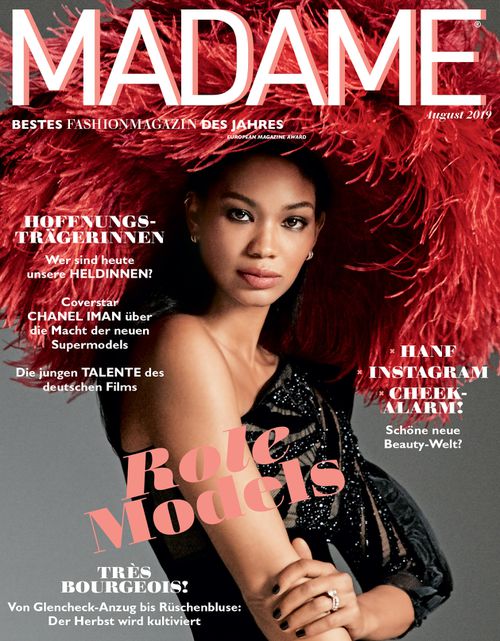 MADAME®
August 2019
BESTES FASHIONMAGAZIN DES JAHRES
EUROPEAN MAGAZINE AWARD
HOFFNUNGS-
TRÄGERINNEN
Wer sind heute
unsere HELDINNEN?
Coverstar
CHANEL IMAN über
die Macht der neuen
Supermodels
Die jungen TALENTE des
deutschen Films
× HANF
× INSTAGRAM
× CHEEK-
ALARM!
Schöne neue
Beauty-Welt?
Role
Models
TRÈS
BOURGEOIS!
Von Glencheck-Anzug bis Rüschenbluse:
Der Herbst wird kultiviert